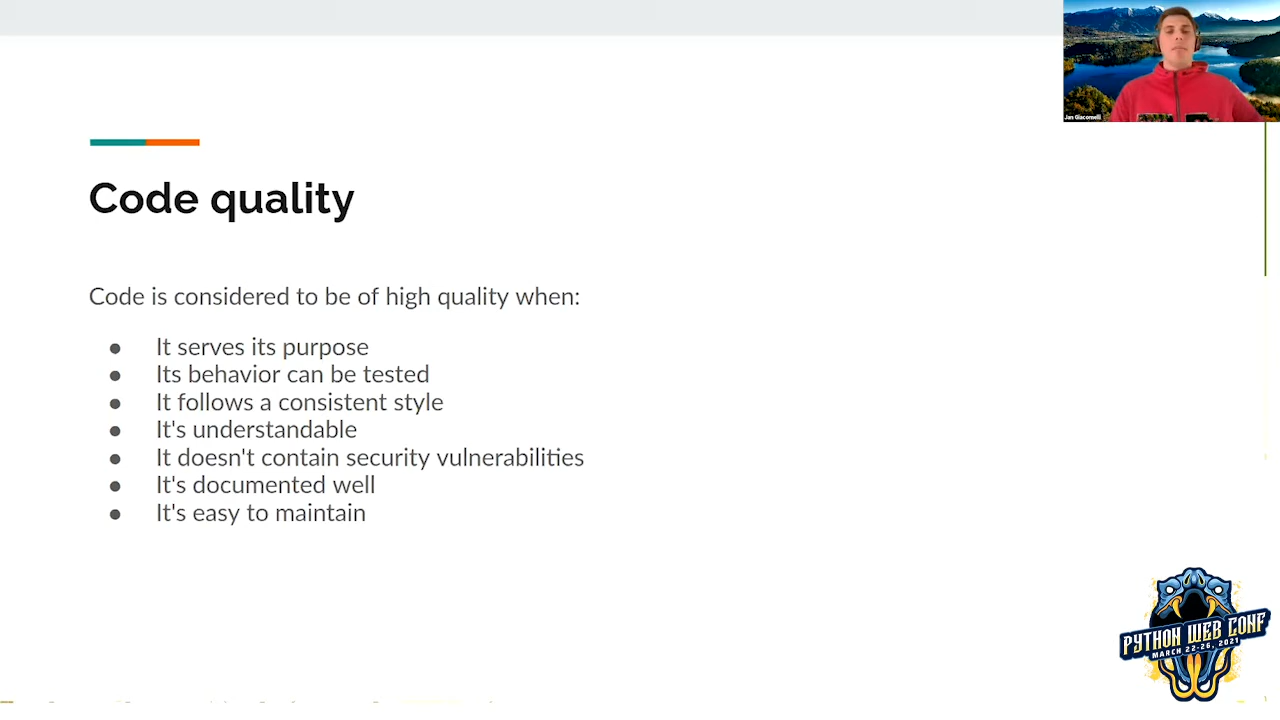 Jan Giacomelli
Code quality
Code is considered to be of high quality when:
● It serves its purpose
● Its behavior can be tested
● It follows a consistent style
● It's understandable
● It doesn't contain security vulnerabilities
● It's documented well
● It's easy to maintain
PYTHON WEB CONF
MARCH 22-26, 2021